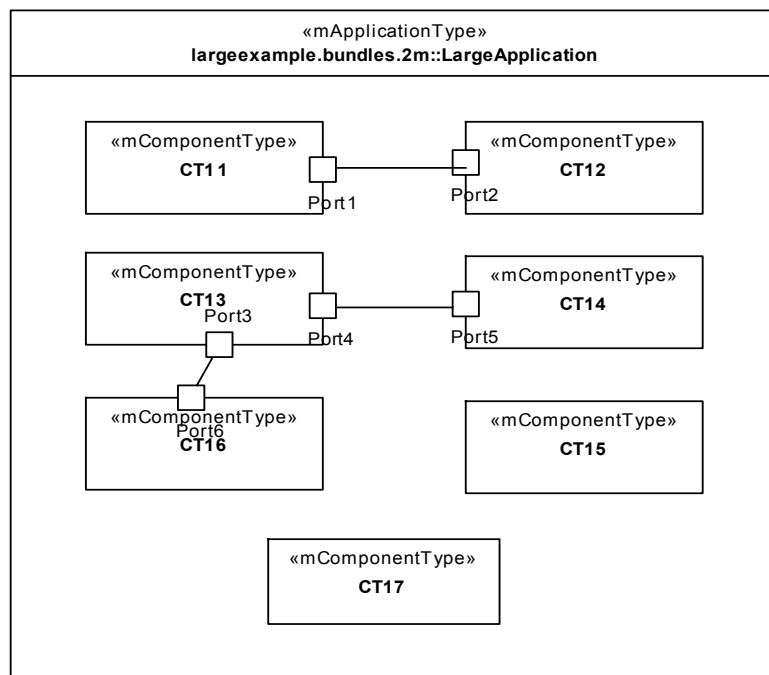 «mApplicationType»
largeexample.bundles.2m::LargeApplication
«mComponentType»
CT11
Port1
«mComponentType»
CT12
Port2
«mComponentType»
CT13
Port3
Port4
«mComponentType»
CT14
Port5
«mComponentType»
Port6
CT16
«mComponentType»
CT15
«mComponentType»
CT17